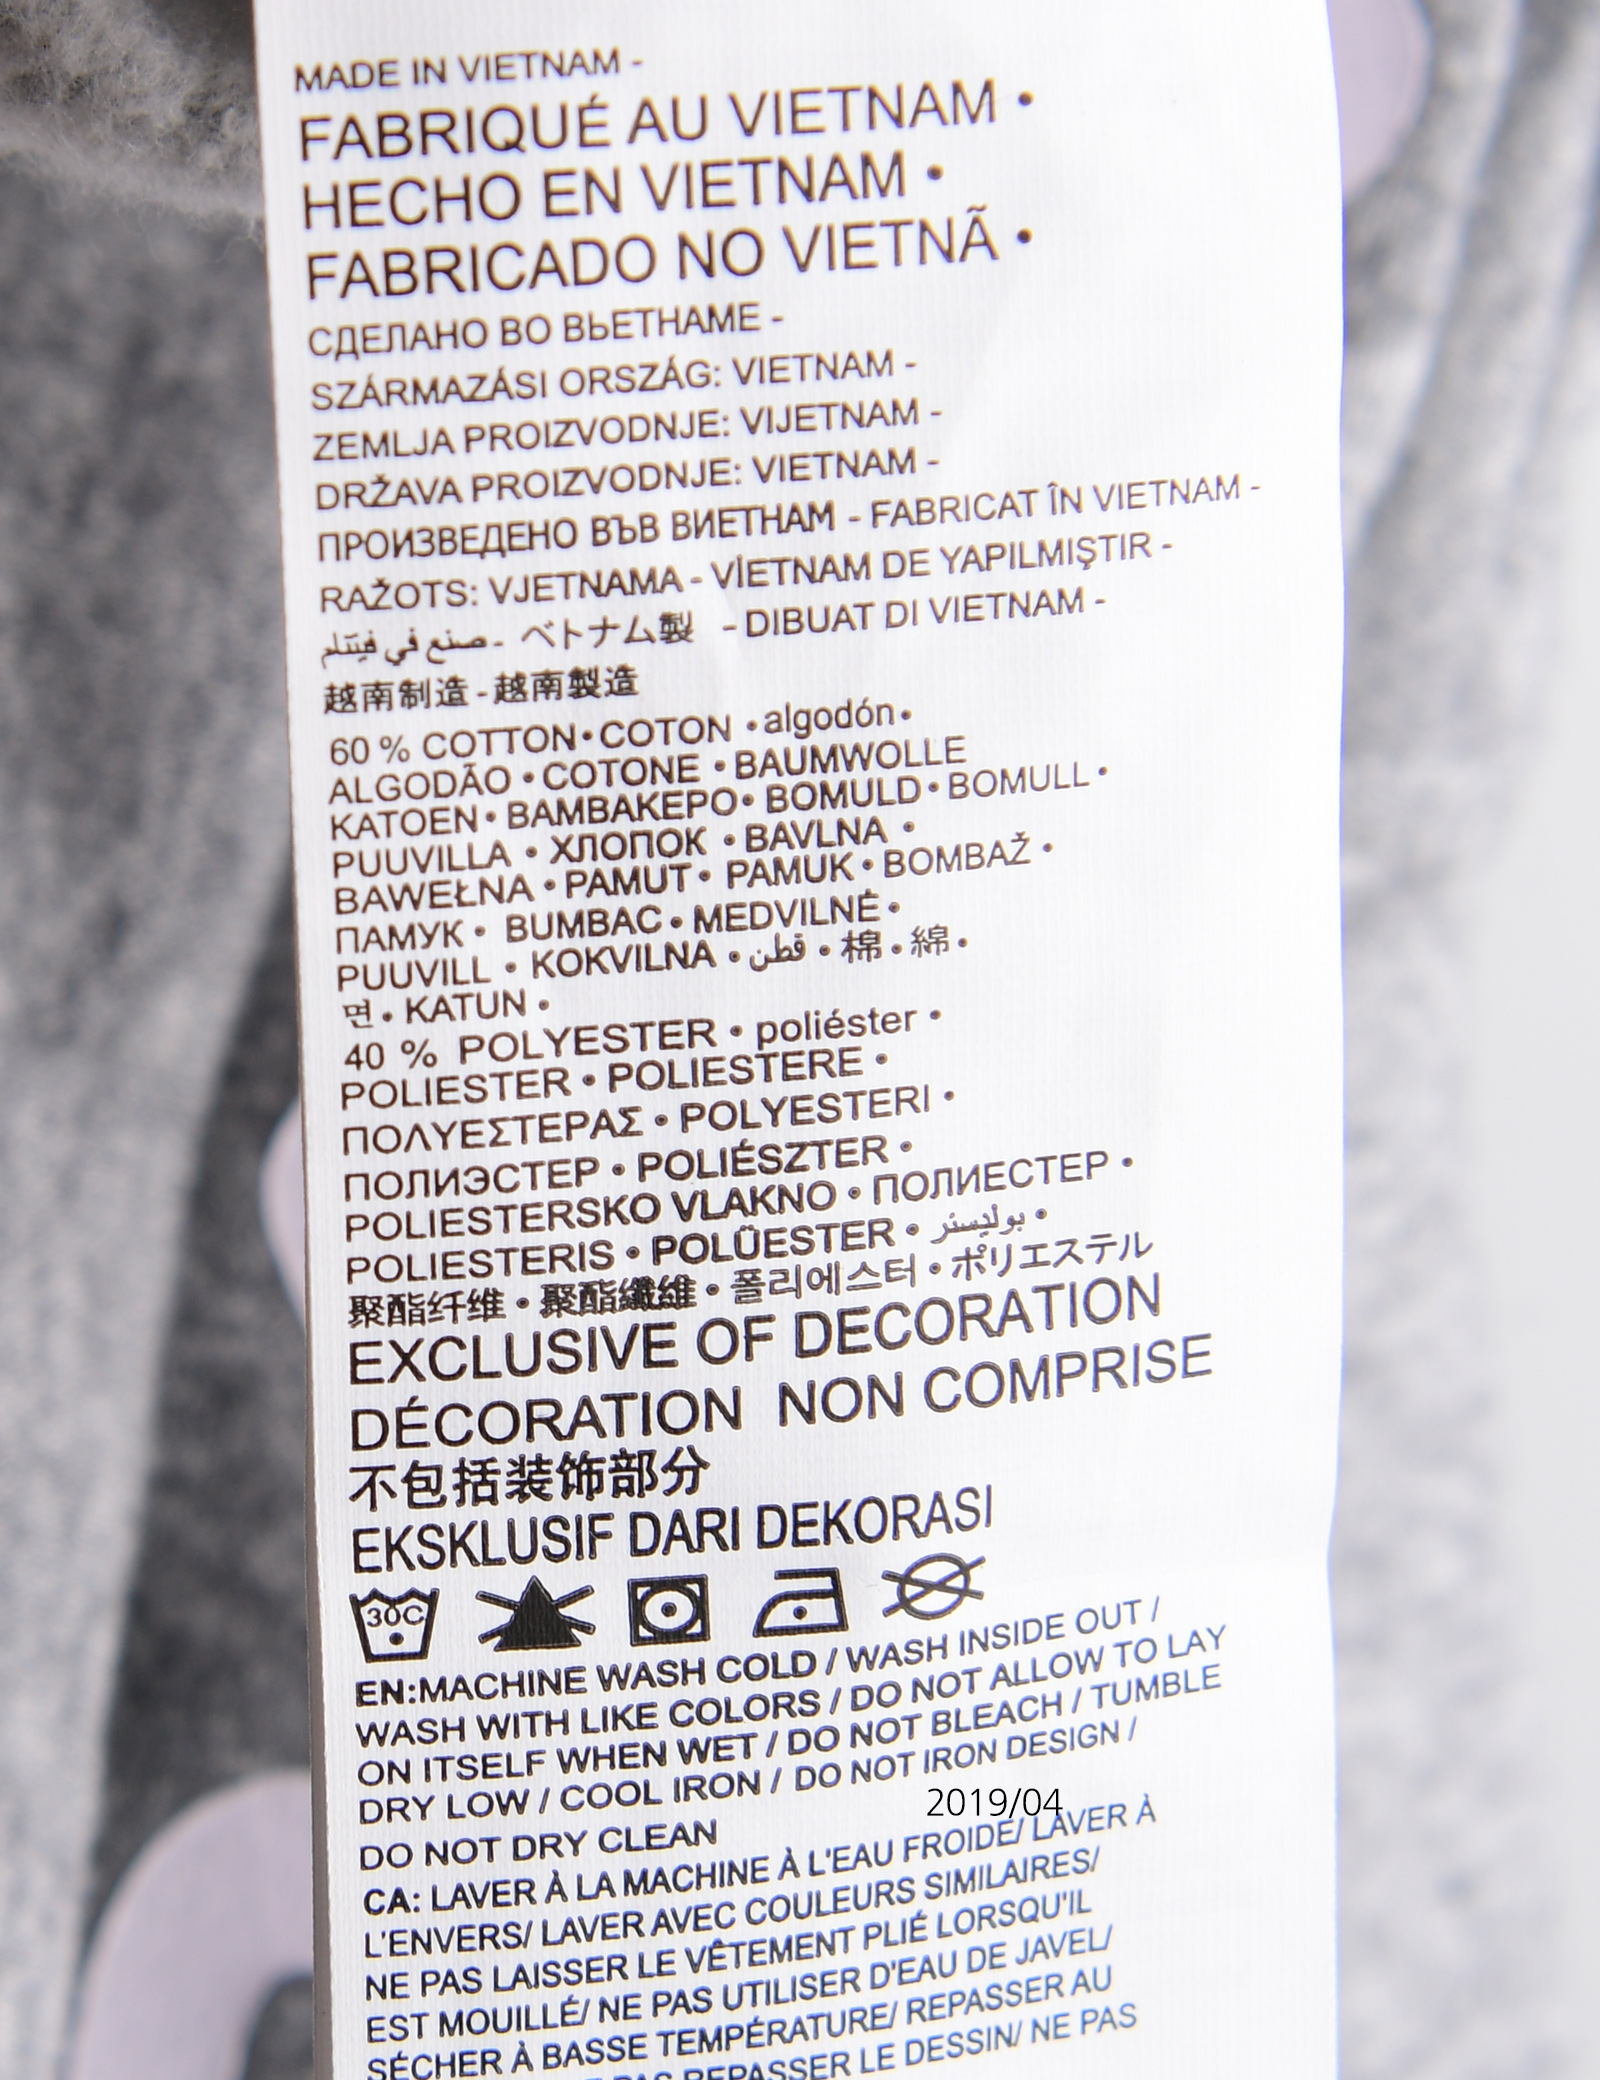 MADE IN VIETNAM -
FABRIQUÉ AU VIETNAM •
HECHO EN VIETNAM •
FABRICADO NO VIETNÃ •
СДЕЛАНО ВО ВЬЕТНАМЕ -
SZÁRMAZÁSI ORSZÁG: VIETNAM -
ZEMLJA PROIZVODNJE: VIJETNAM -
DRŽAVA PROIZVODNJE: VIETNAM -
ПРОИЗВЕДЕНО ВЪВ ВИЕТНАМ - FABRICAT ÎN VIETNAM -
RAŽOTS: VJETNAMA - VİETNAM DE YAPILMIŞTIR -
صنع في فيتنام - ベトナム製 - DIBUAT DI VIETNAM -
越南制造 - 越南製造
60 % COTTON • COTON • algodón •
ALGODÃO • COTONE • BAUMWOLLE
KATOEN • BAMBAKEPO • BOMULD • BOMULL •
PUUVILLA • ХЛОПОК • BAVLNA •
BAWEŁNA • PAMUT • PAMUK • BOMBAŽ •
ПАМУК • BUMBAC • MEDVILNÉ •
PUUVILL • KOKVILNA • قطن • 棉 • 綿 •
면 • KATUN •
40 % POLYESTER • poliéster •
POLIESTER • POLIESTERE •
ΠΟΛΥΕΣΤΕΡΑΣ • POLYESTERI •
ПОЛИЭСТЕР • POLIÉSZTER •
POLIESTERSKO VLAKNO • ПОЛИЕСТЕР •
POLIESTERIS • POLÜESTER • بوليستر •
聚酯纤维 • 聚酯纖維 • 폴리에스터 • ポリエステル
EXCLUSIVE OF DECORATION
DÉCORATION NON COMPRISE
不包括装饰部分
EKSKLUSIF DARI DEKORASI
30C
EN:MACHINE WASH COLD / WASH INSIDE OUT /
WASH WITH LIKE COLORS / DO NOT ALLOW TO LAY
ON ITSELF WHEN WET / DO NOT BLEACH / TUMBLE
DRY LOW / COOL IRON / DO NOT IRON DESIGN /
2019/04
DO NOT DRY CLEAN
CA: LAVER À LA MACHINE À L'EAU FROIDE/ LAVER À
L'ENVERS/ LAVER AVEC COULEURS SIMILAIRES/
NE PAS LAISSER LE VÊTEMENT PLIÉ LORSQU'IL
EST MOUILLÉ/ NE PAS UTILISER D'EAU DE JAVEL/
SÉCHER À BASSE TEMPÉRATURE/ REPASSER AU
PAS REPASSER LE DESSIN/ NE PAS